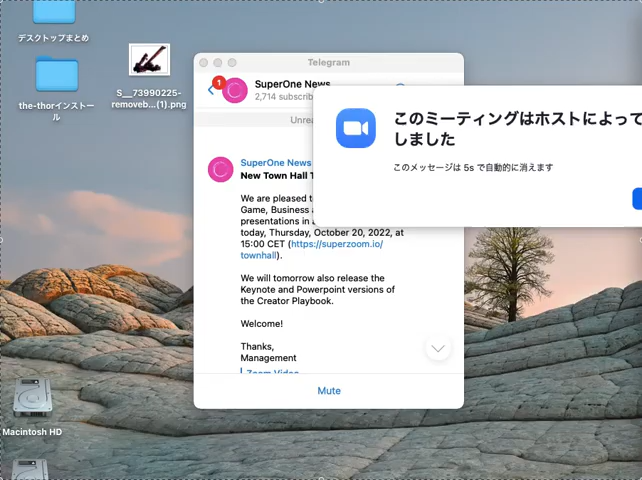 デスクトップまとめ
the-thorインストー
ル
S__73990225-
removeb...(1).png
Macintosh HD
Telegram
1
SuperOne News
2,714 subscrib
Unrea
SuperOne News
New Town Hall T
We are pleased t
Game, Business a
presentations in a
today, Thursday, October 20, 2022, at
15:00 CET (https://superzoom.io/
townhall).
We will tomorrow also release the
Keynote and Powerpoint versions of
the Creator Playbook.
Welcome!
Thanks,
Management
Zoom Video
Mute
このミーティングはホストによって
しました
このメッセージは 5s で自動的に消えます